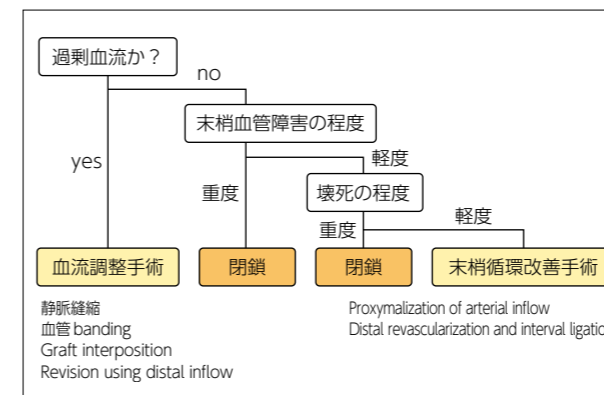 過剰血流か？
no
末梢血管障害の程度
yes
軽度
重度
壊死の程度
軽度
重度
血流調整手術
閉鎖
閉鎖
末梢循環改善手術
静脈縫縮
血管 banding
Graft interposition
Revision using distal inflow
Proxymalization of arterial inflow
Distal revascularization and interval ligatio